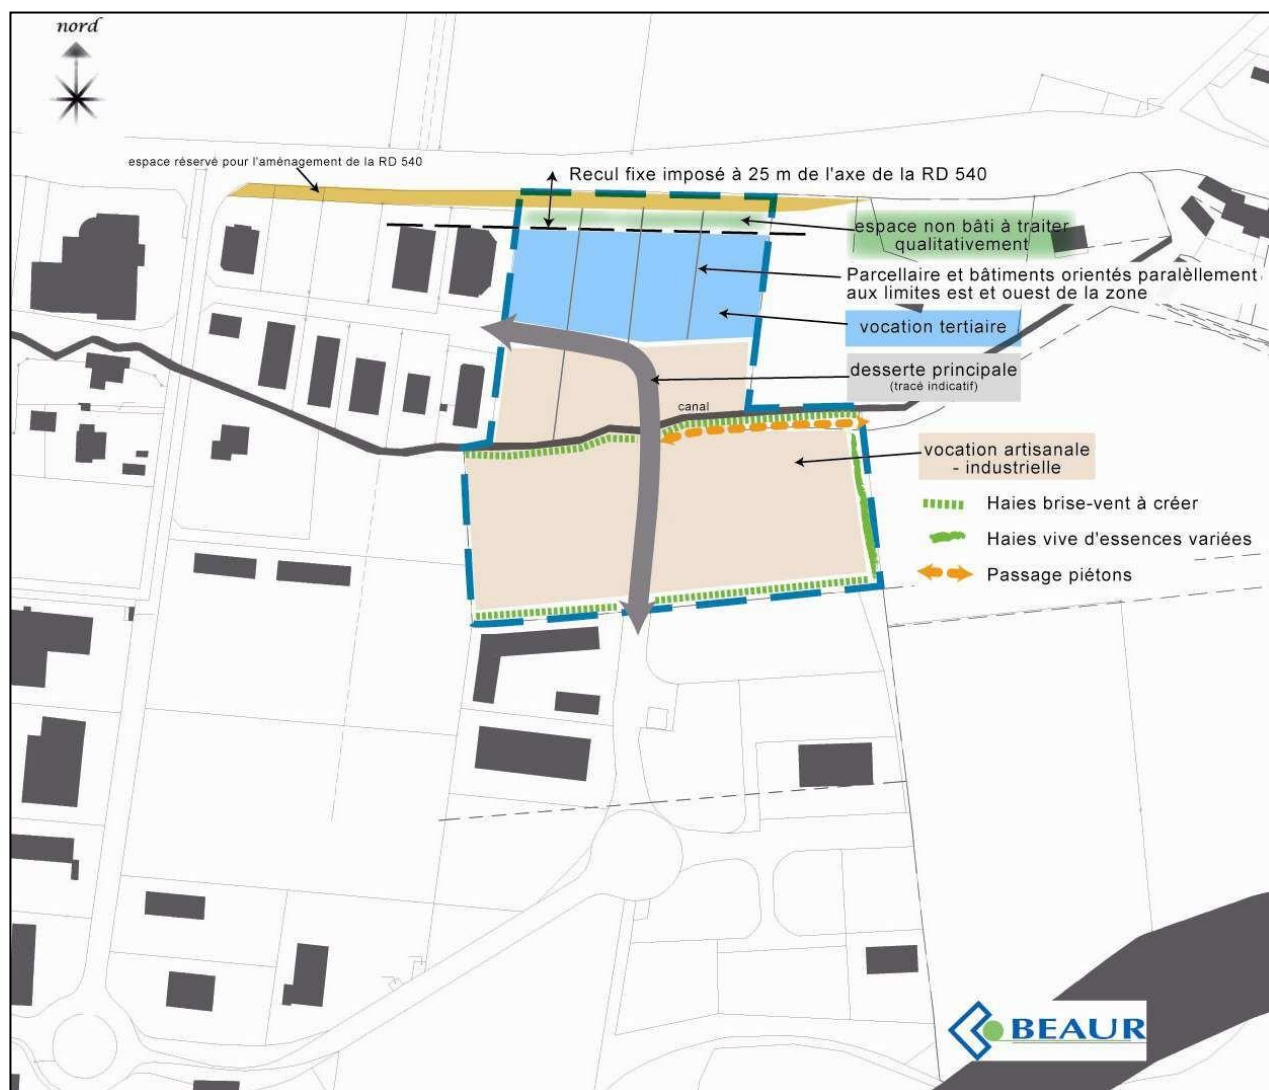 nord
espace réservé pour l'aménagement de la RD 540
Recul fixe imposé à 25 m de l'axe de la RD 540
espace non bâti à traiter
qualitativement
Parcellaire et bâtiments orientés paralèllement
aux limites est et ouest de la zone
vocation tertiaire
desserte principale
(tracé indicatif)
canal
vocation artisanale
- industrielle
Haies brise-vent à créer
Haies vive d'essences variées
Passage piétons
BEAUR